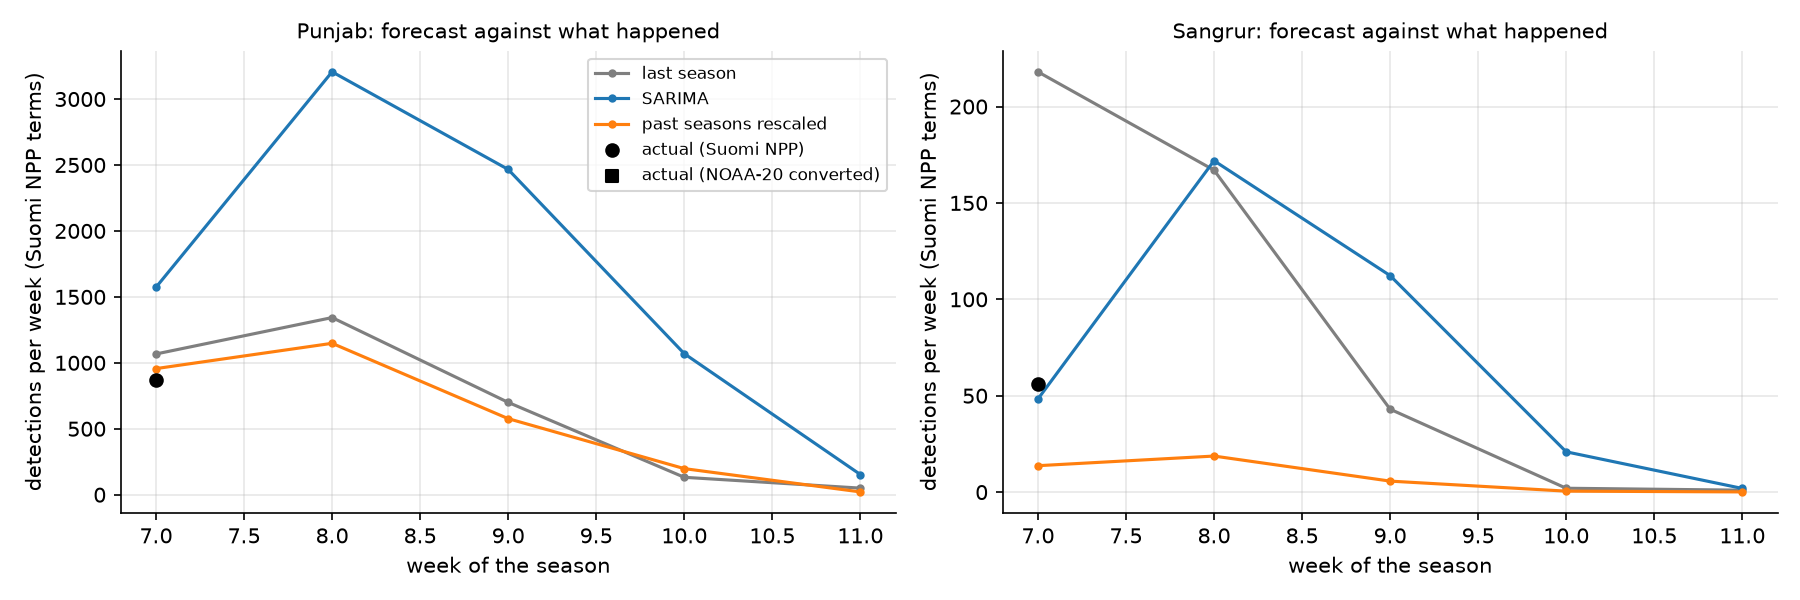 Punjab: forecast against what happened
detections per week (Suomi NPP terms)
3000
2500
2000
1500
1000
500
0
last season
SARIMA
past seasons rescaled
actual (Suomi NPP)
actual (NOAA-20 converted)
7.0 7.5 8.0 8.5 9.0 9.5 10.0 10.5 11.0
week of the season
Sangrur: forecast against what happened
detections per week (Suomi NPP terms)
200
150
100
50
0
7.0 7.5 8.0 8.5 9.0 9.5 10.0 10.5 11.0
week of the season